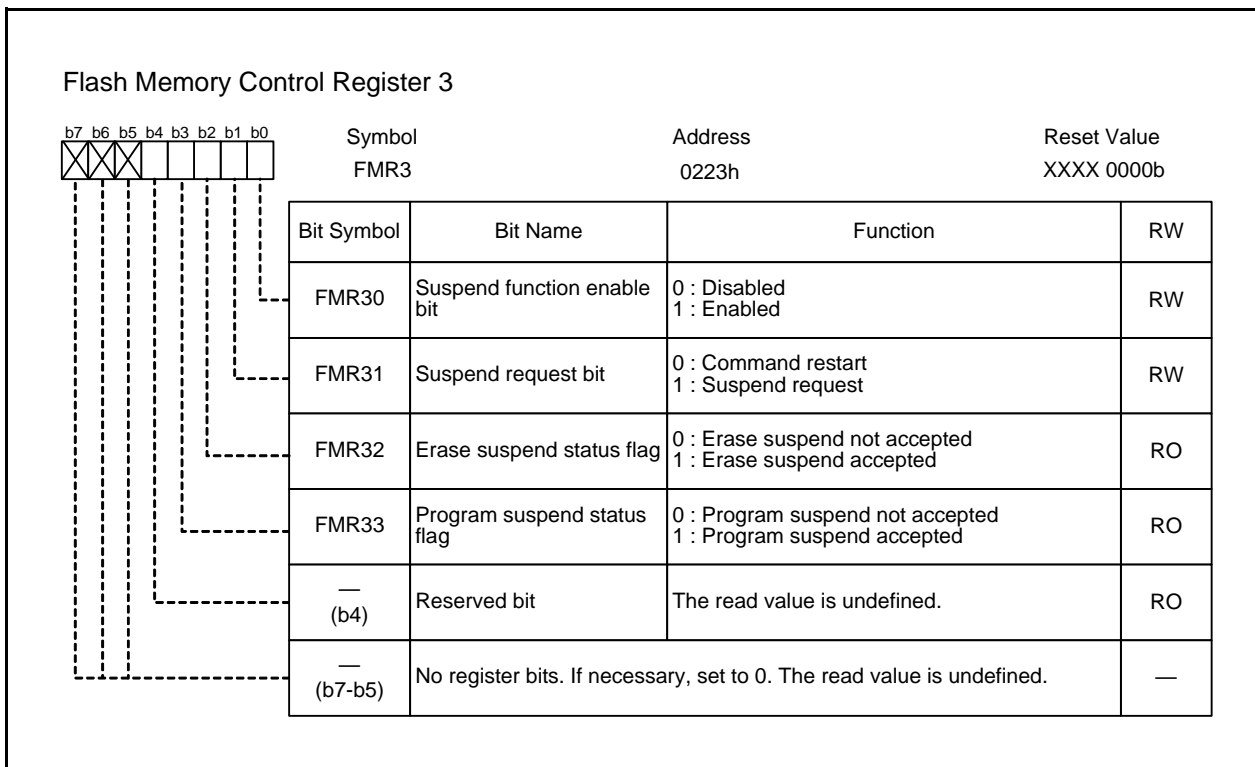 Flash Memory Control Register 3
b7 b6 b5 b4 b3 b2 b1 b0
Symbol Address Reset Value
FMR3 0223h XXXX 0000b
Bit Symbol Bit Name Function RW
FMR30 Suspend function enable bit 0 : Disabled 1 : Enabled RW
FMR31 Suspend request bit 0 : Command restart 1 : Suspend request RW
FMR32 Erase suspend status flag 0 : Erase suspend not accepted 1 : Erase suspend accepted RO
FMR33 Program suspend status flag 0 : Program suspend not accepted 1 : Program suspend accepted RO
— (b4) Reserved bit The read value is undefined. RO
— (b7-b5) No register bits. If necessary, set to 0. The read value is undefined. —